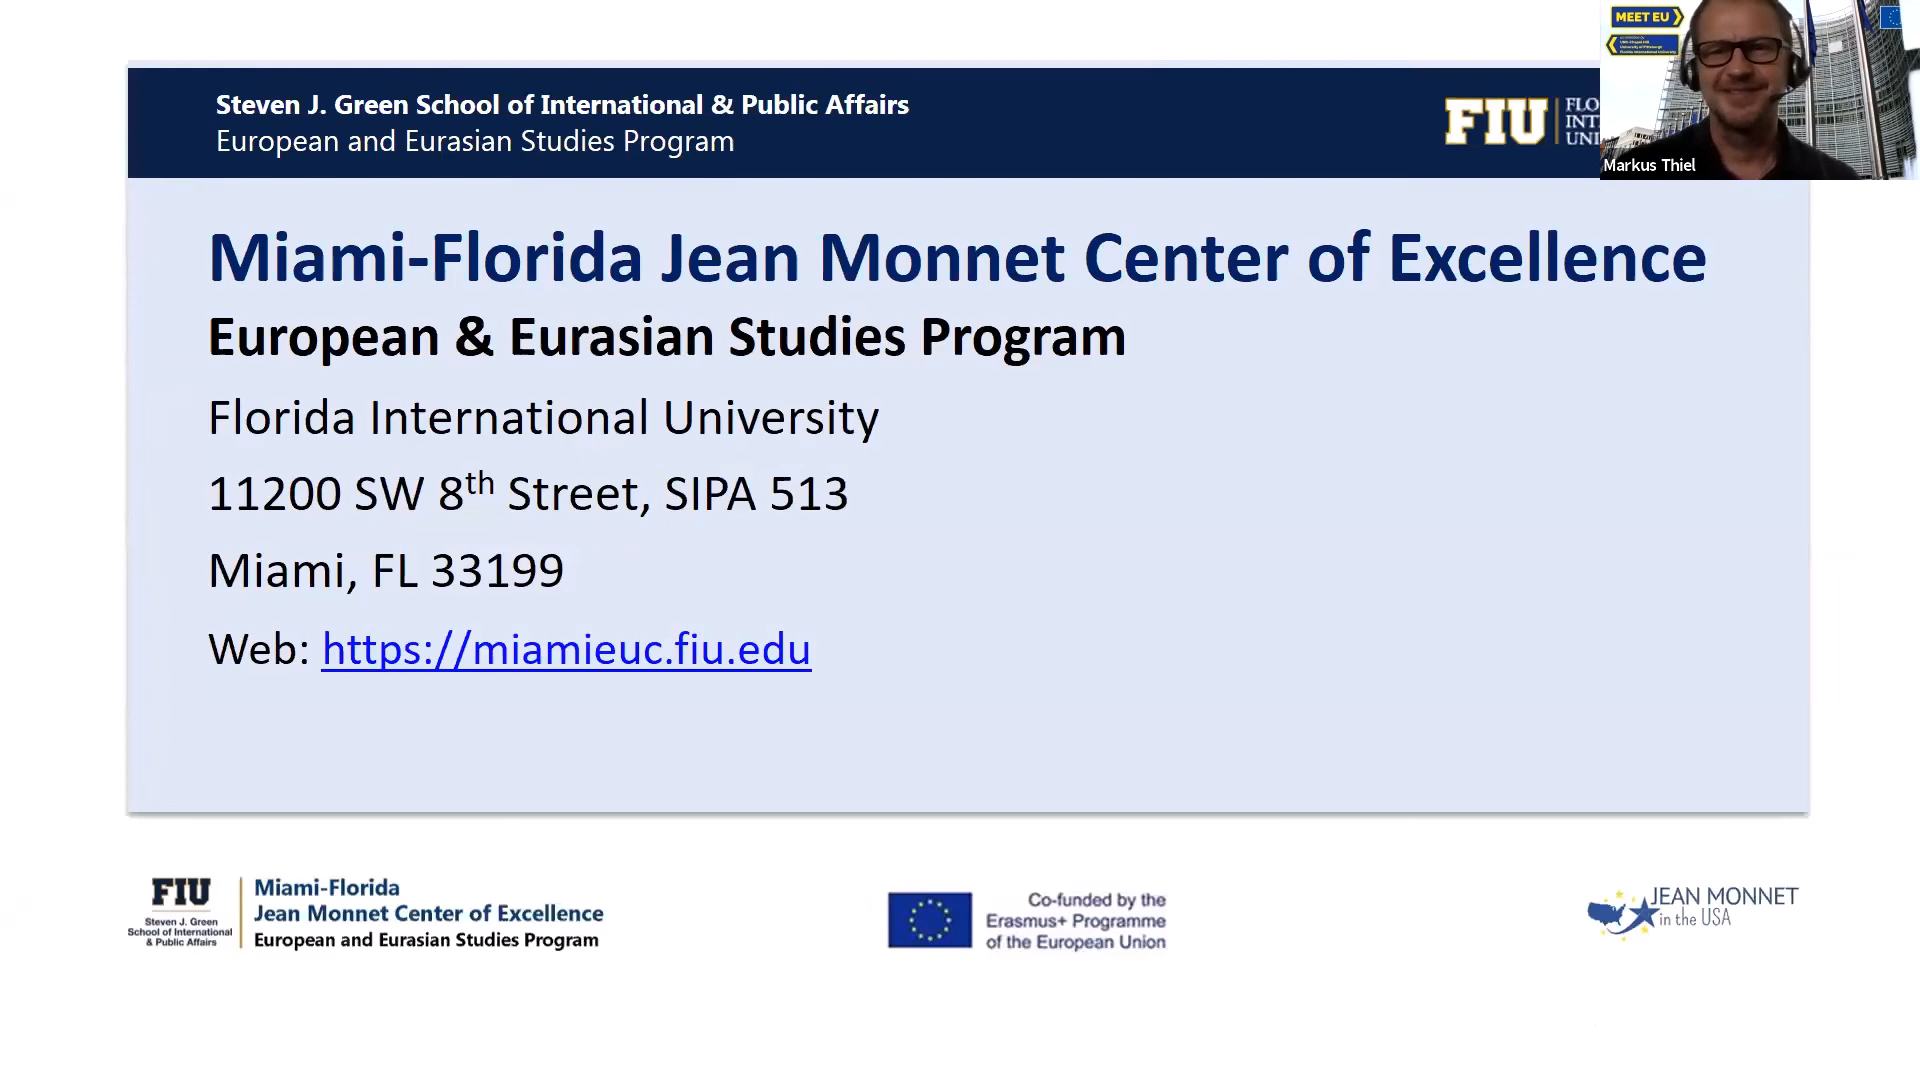 MEET EU
Steven J. Green School of International & Public Affairs
European and Eurasian Studies Program
FIU
Markus Thiel
Miami-Florida Jean Monnet Center of Excellence
European & Eurasian Studies Program
Florida International University
11200 SW 8th Street, SIPA 513
Miami, FL 33199
Web: https://miamieuc.fiu.edu
FIU
Steven J. Green
School of International
& Public Affairs
Miami-Florida
Jean Monnet Center of Excellence
European and Eurasian Studies Program
Co-funded by the
Erasmus+ Programme
of the European Union
JEAN MONNET
in the USA